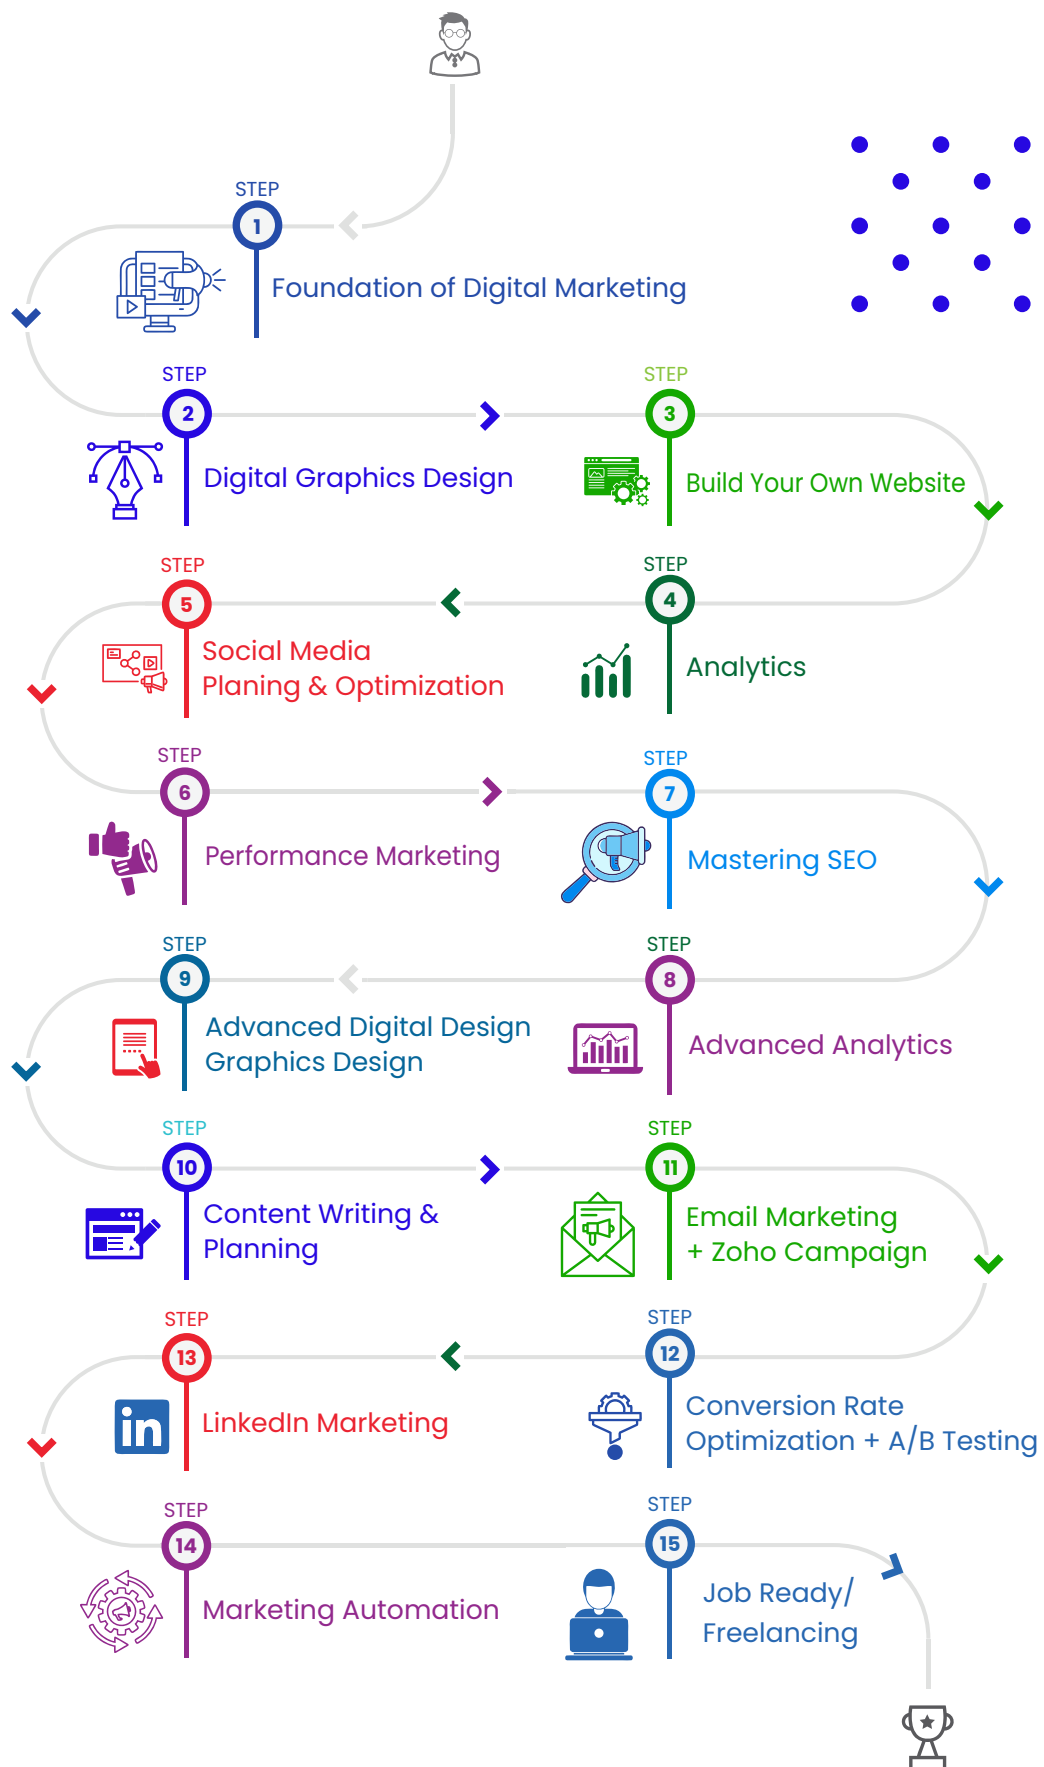 STEP
1
Foundation of Digital Marketing
STEP
2
Digital Graphics Design
STEP
3
Build Your Own Website
STEP
4
Analytics
STEP
5
Social Media
Planing & Optimization
STEP
6
Performance Marketing
STEP
7
Mastering SEO
STEP
8
Advanced Analytics
STEP
9
Advanced Digital Design
Graphics Design
STEP
10
Content Writing &
Planning
STEP
11
Email Marketing
+ Zoho Campaign
STEP
12
Conversion Rate
Optimization + A/B Testing
STEP
13
in
LinkedIn Marketing
STEP
14
Marketing Automation
STEP
15
Job Ready/
Freelancing